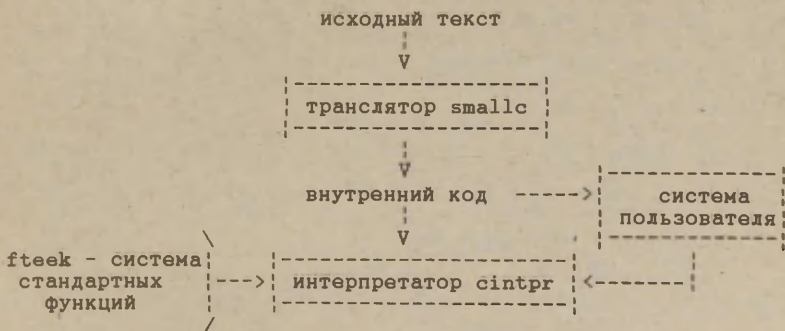 исходный текст
транслятор smallc
внутренний код
система
пользователя
fteek - система
стандартных
функций
интерпретатор cintpr